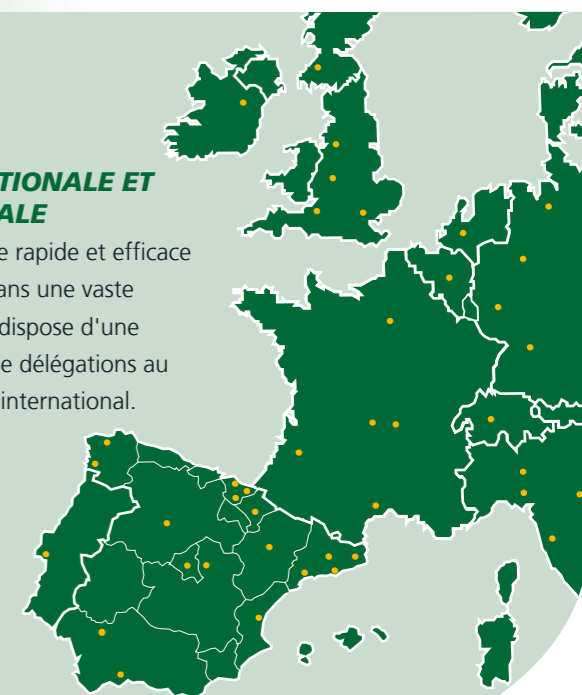 TIONALE ET
ALE
e rapide et efficace
ans une vaste
dispose d'une
e délégations au
international.